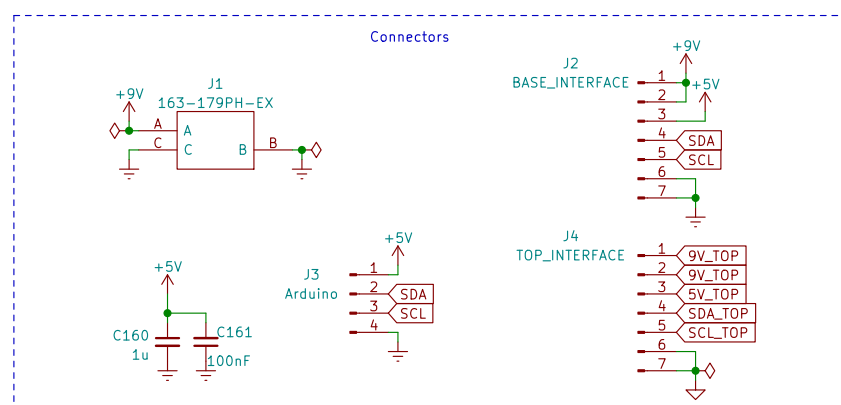 Connectors
J1
163-179PH-EX
+9V
A
A
C
C
B
B
J2
BASE_INTERFACE
+9V
+5V
1
2
3
4
SDA
5
SCL
6
7
+5V
C160
1u
C161
100nF
J3
Arduino
+5V
1
2
SDA
3
SCL
4
J4
TOP_INTERFACE
1
9V_TOP
2
9V_TOP
3
5V_TOP
4
SDA_TOP
5
SCL_TOP
6
7